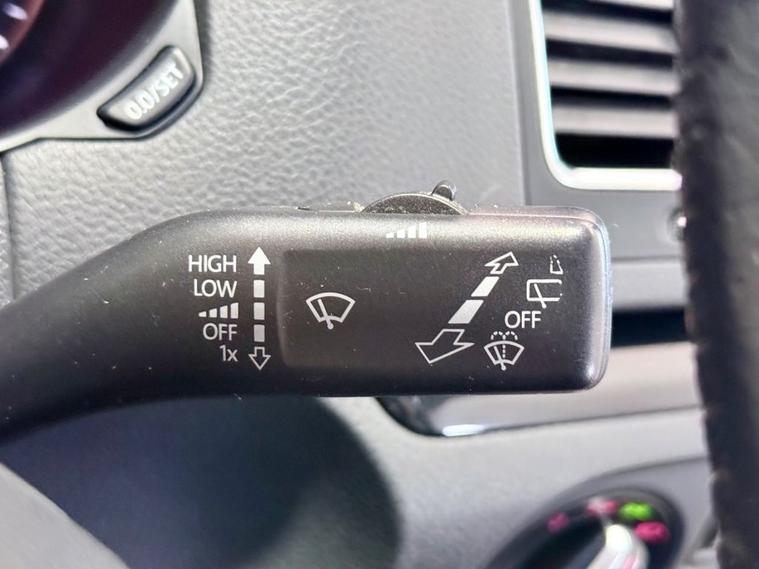 0.0/SET
HIGH
LOW
OFF
1x
OFF